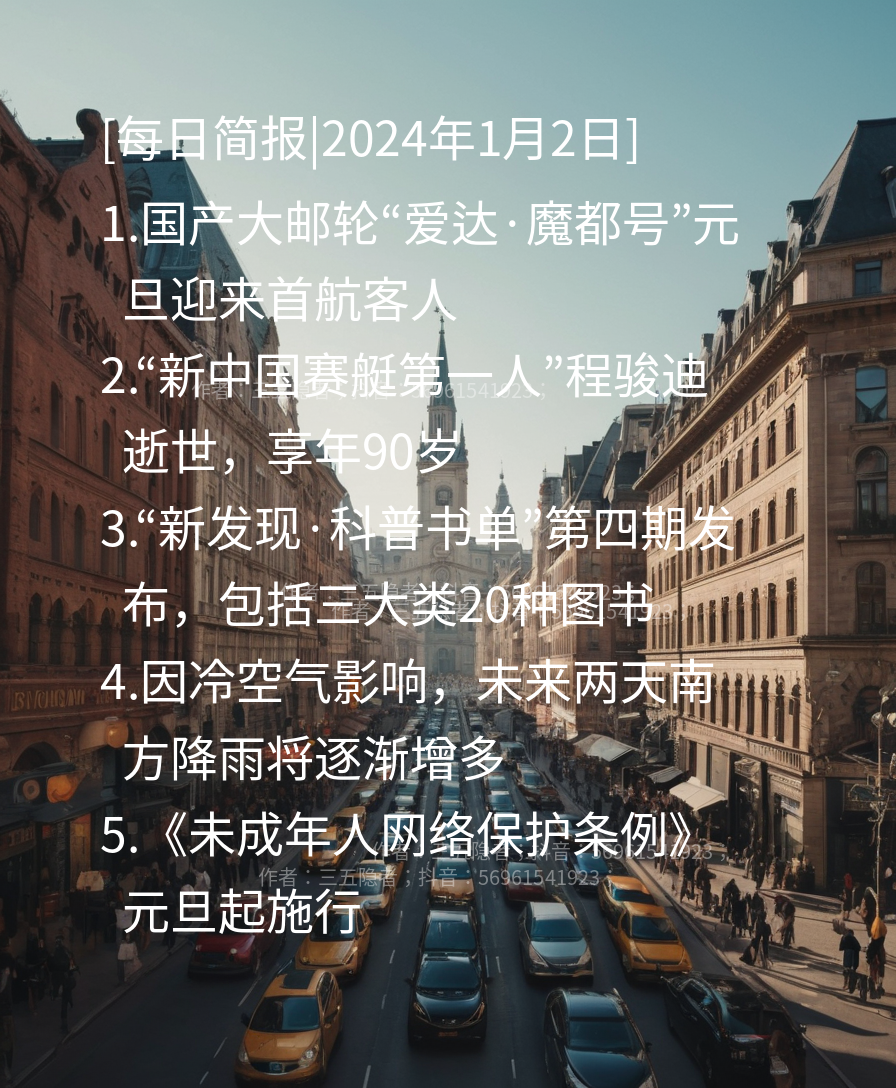 [每日简报|2024年1月2日]
1.国产大邮轮“爱达·魔都号”元
旦迎来首航客人
2.“新中国赛艇第一人”程骏迪
逝世，享年90岁
3.“新发现·科普书单”第四期发
布，包括三大类20种图书
4.因冷空气影响，未来两天南
方降雨将逐渐增多
5.《未成年人网络保护条例》
元旦起施行
作者：三五隐者；抖音：56961541923